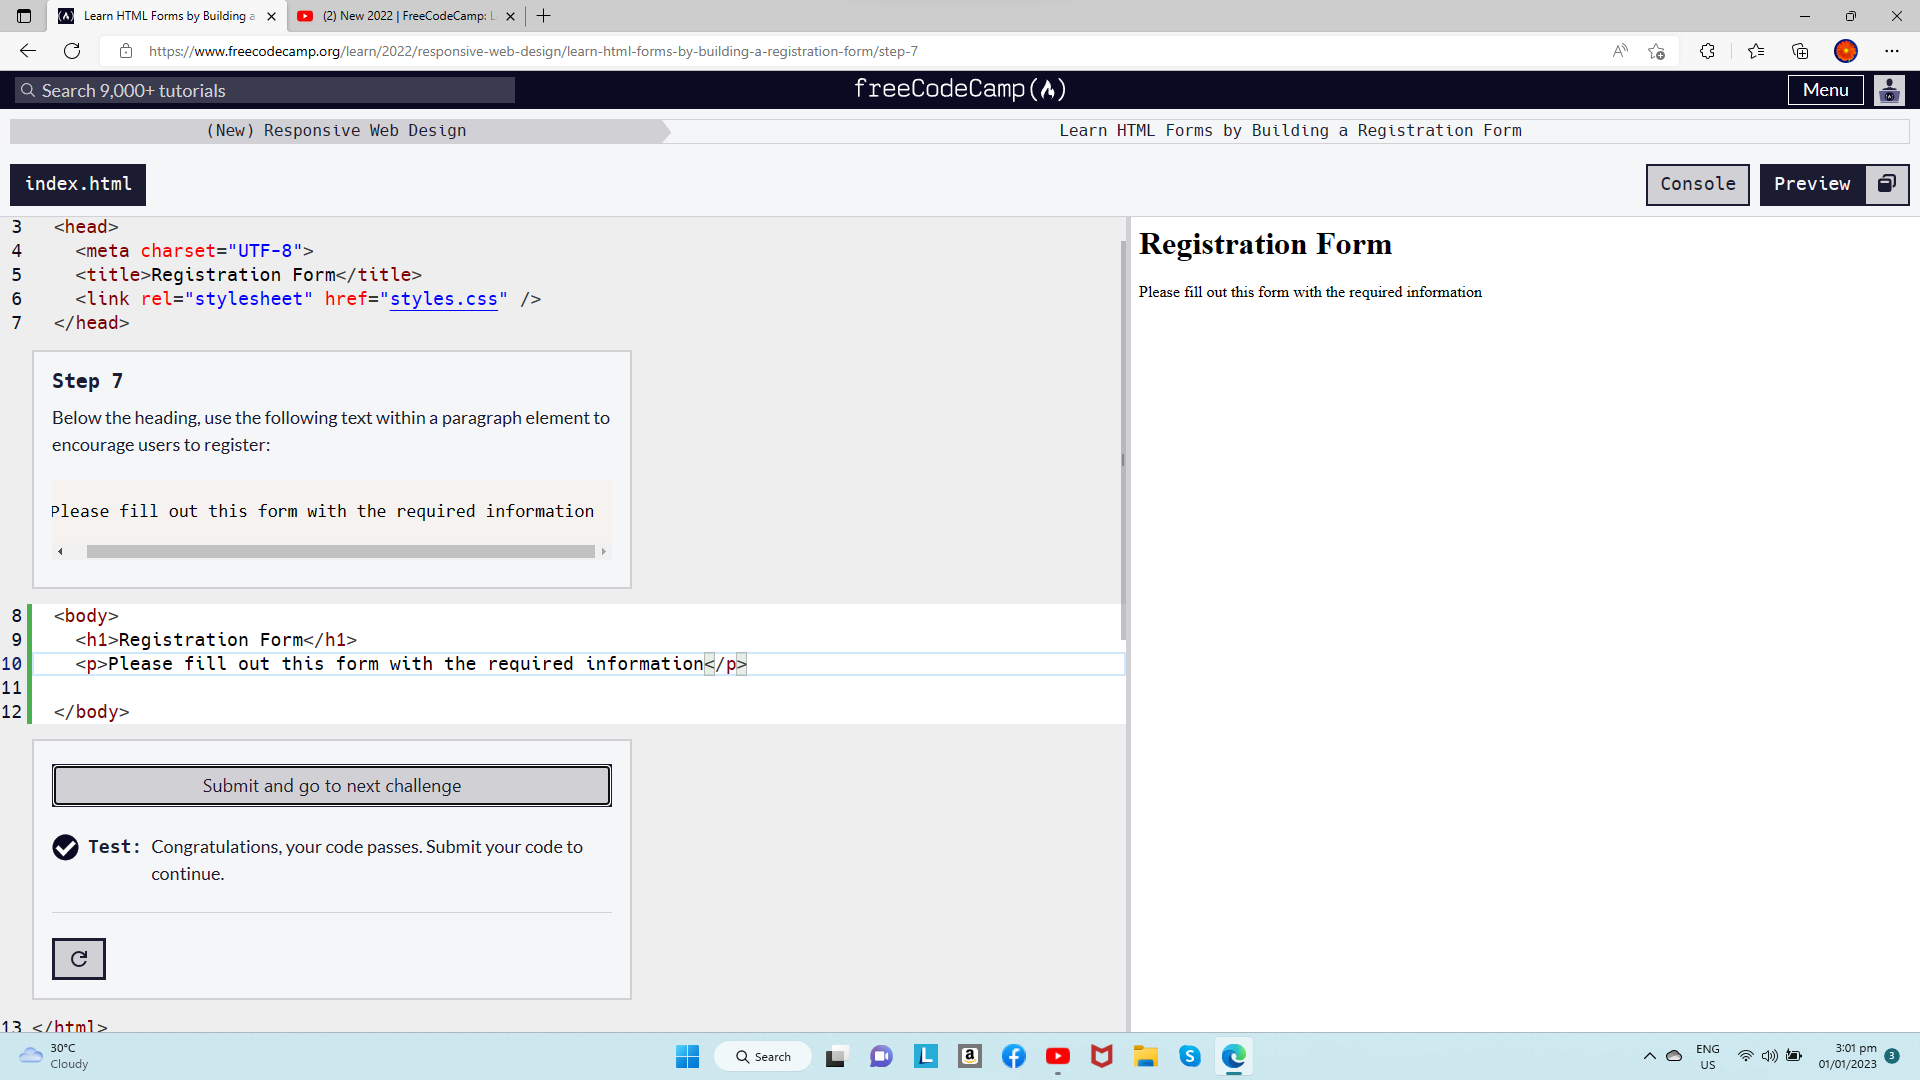 Learn HTML Forms by Building a
(2) New 2022 | FreeCodeCamp: L
https://www.freecodecamp.org/learn/2022/responsive-web-design/learn-html-forms-by-building-a-registration-form/step-7
Search 9,000+ tutorials
freeCodeCamp
Menu
(New) Responsive Web Design
Learn HTML Forms by Building a Registration Form
index.html
Console
Preview
3 <head>
4 <meta charset="UTF-8">
5 <title>Registration Form</title>
6 <link rel="stylesheet" href="styles.css" />
7 </head>
Step 7
Below the heading, use the following text within a paragraph element to
encourage users to register:
Please fill out this form with the required information
8 <body>
9 <h1>Registration Form</h1>
10 <p>Please fill out this form with the required information</p>
11
12 </body>
Submit and go to next challenge
Test: Congratulations, your code passes. Submit your code to
continue.
13 </html>
Registration Form
Please fill out this form with the required information
30°C
Cloudy
Search
ENG
US
3:01 pm
01/01/2023
3